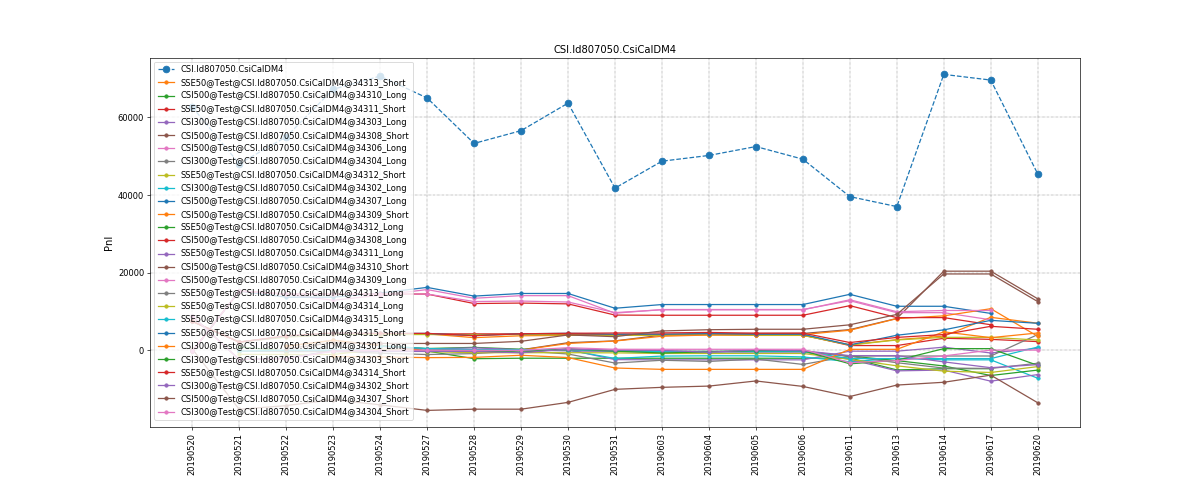 CSI.Id807050.CsiCalDM4
CSI.Id807050.CsiCalDM4
SSE50@Test@CSI.Id807050.CsiCalDM4@34313_Short
CSI500@Test@CSI.Id807050.CsiCalDM4@34310_Long
SSE50@Test@CSI.Id807050.CsiCalDM4@34311_Short
CSI300@Test@CSI.Id807050.CsiCalDM4@34303_Long
CSI500@Test@CSI.Id807050.CsiCalDM4@34308_Short
CSI500@Test@CSI.Id807050.CsiCalDM4@34306_Long
CSI300@Test@CSI.Id807050.CsiCalDM4@34304_Long
SSE50@Test@CSI.Id807050.CsiCalDM4@34312_Short
CSI300@Test@CSI.Id807050.CsiCalDM4@34302_Long
CSI500@Test@CSI.Id807050.CsiCalDM4@34307_Long
CSI500@Test@CSI.Id807050.CsiCalDM4@34309_Short
SSE50@Test@CSI.Id807050.CsiCalDM4@34312_Long
CSI500@Test@CSI.Id807050.CsiCalDM4@34308_Long
SSE50@Test@CSI.Id807050.CsiCalDM4@34311_Long
CSI500@Test@CSI.Id807050.CsiCalDM4@34310_Short
CSI500@Test@CSI.Id807050.CsiCalDM4@34309_Long
SSE50@Test@CSI.Id807050.CsiCalDM4@34313_Long
SSE50@Test@CSI.Id807050.CsiCalDM4@34314_Long
SSE50@Test@CSI.Id807050.CsiCalDM4@34315_Long
SSE50@Test@CSI.Id807050.CsiCalDM4@34315_Short
CSI300@Test@CSI.Id807050.CsiCalDM4@34301_Long
CSI300@Test@CSI.Id807050.CsiCalDM4@34303_Short
SSE50@Test@CSI.Id807050.CsiCalDM4@34314_Short
CSI300@Test@CSI.Id807050.CsiCalDM4@34302_Short
CSI500@Test@CSI.Id807050.CsiCalDM4@34307_Short
CSI300@Test@CSI.Id807050.CsiCalDM4@34304_Short
60000
40000
20000
0
Pnl
20190520
20190521
20190522
20190523
20190524
20190527
20190528
20190529
20190530
20190531
20190603
20190604
20190605
20190606
20190611
20190613
20190614
20190617
20190620